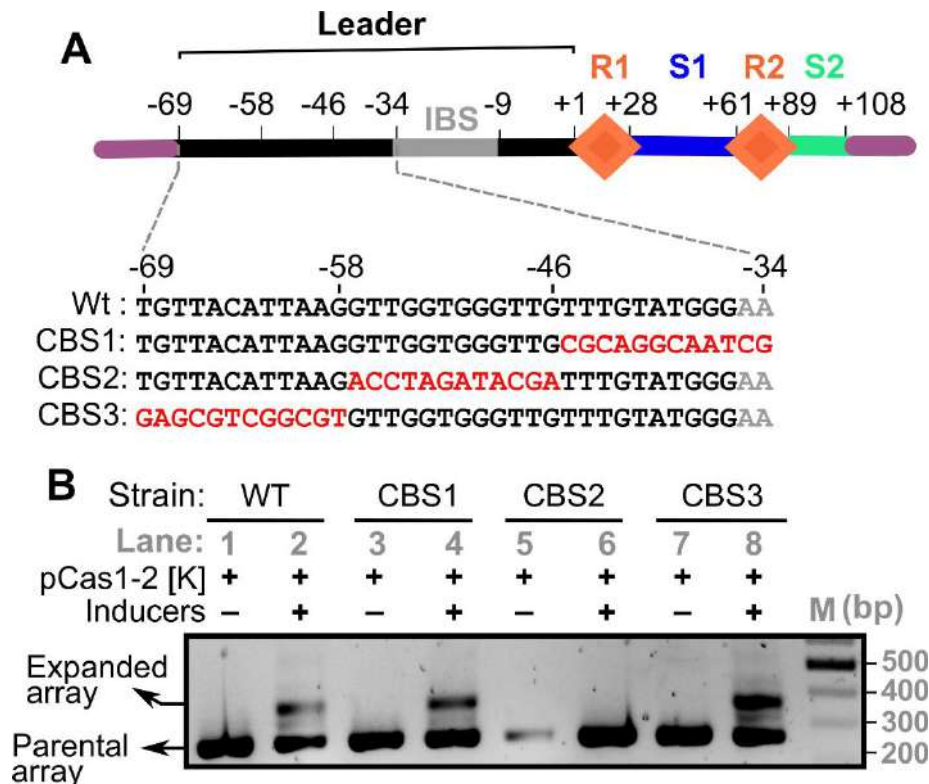 A
Leader
R1 S1 R2 S2
-69 -58 -46 -34 IBS -9 +1 +28 +61 +89 +108
-69 -58 -46 -34
Wt : TGTTACATTAAGGTTGGTGGGTTGTTTGTATGGGAA
CBS1: TGTTACATTAAGGTTGGTGGGTTGCGCAGGCAATCG
CBS2: TGTTACATTAAGACCTAGATACGATTTGTATGGGAA
CBS3: GAGCGTCGGCGTGTTGGTGGGTTGTTTGTATGGGAA
B
Strain: WT CBS1 CBS2 CBS3
Lane: 1 2 3 4 5 6 7 8
pCas1-2 [K] + + + + + + + +
Inducers – + – + – + – + M (bp)
Expanded array
Parental array
500
400
300
200